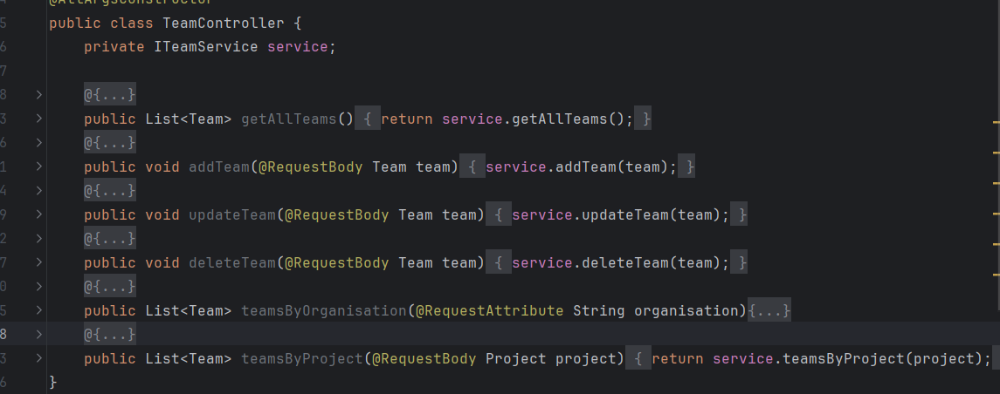 @AllArgsConstructor
5 public class TeamController {
6 private ITeamService service;
7
8 @{...}
3 public List<Team> getAllTeams() { return service.getAllTeams(); }
6 @{...}
1 public void addTeam(@RequestBody Team team) { service.addTeam(team); }
4 @{...}
9 public void updateTeam(@RequestBody Team team) { service.updateTeam(team); }
2 @{...}
7 public void deleteTeam(@RequestBody Team team) { service.deleteTeam(team); }
0 @{...}
5 public List<Team> teamsByOrganisation(@RequestAttribute String organisation){...}
8 @{...}
3 public List<Team> teamsByProject(@RequestBody Project project) { return service.teamsByProject(project);
6 }